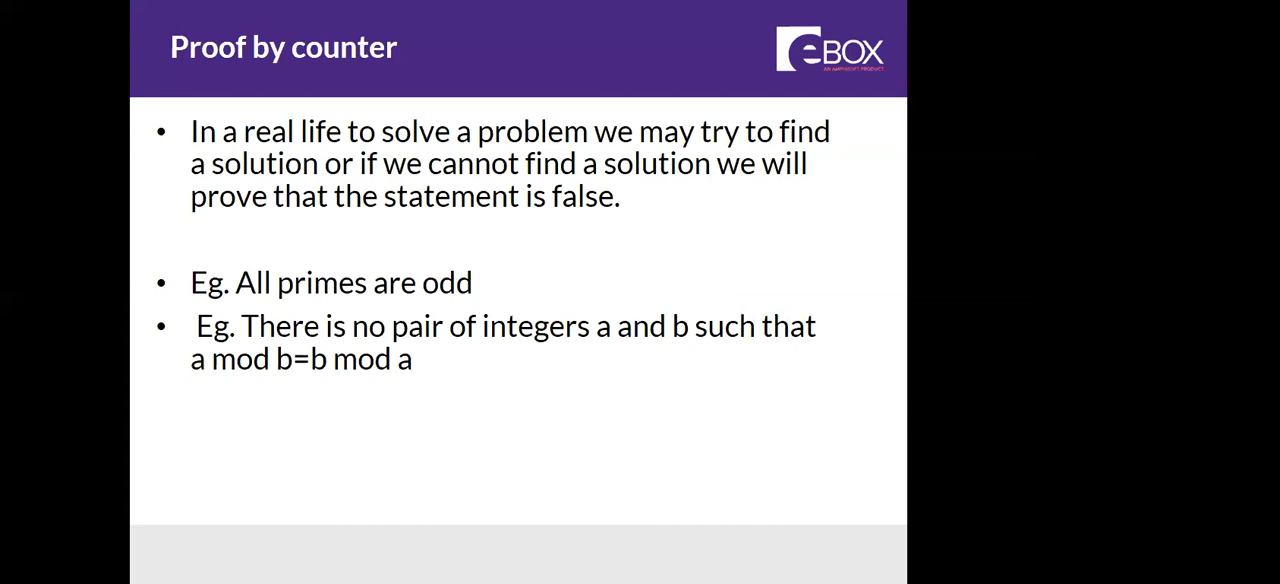 Proof by counter
eBOX
AN AMPHISOFT PRODUCT
• In a real life to solve a problem we may try to find
a solution or if we cannot find a solution we will
prove that the statement is false.
• Eg. All primes are odd
• Eg. There is no pair of integers a and b such that
a mod b=b mod a